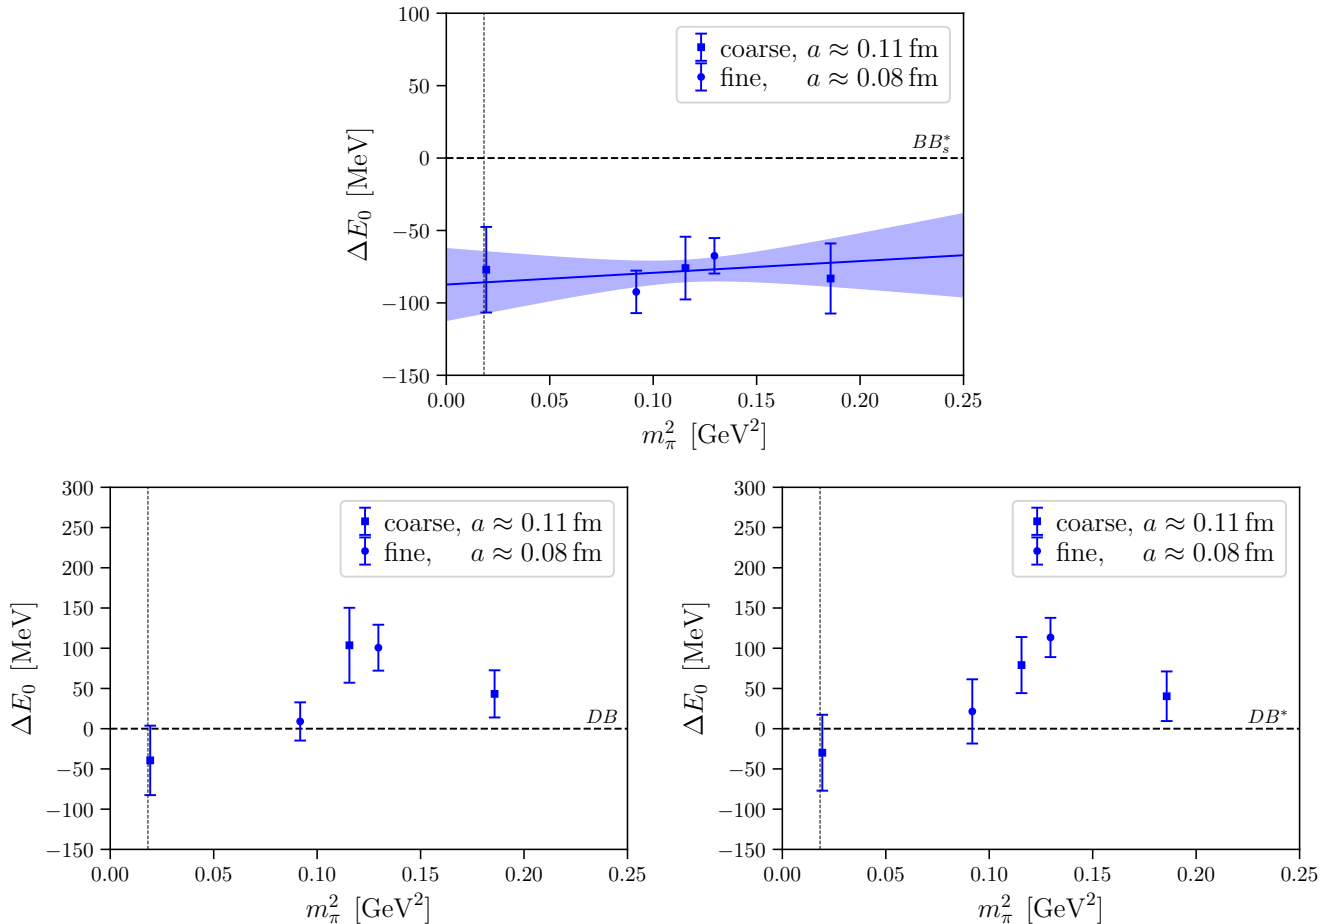 100
50
0
−50
−100
−150
0.00 0.05 0.10 0.15 0.20 0.25
ΔE₀ [MeV]
m²_π [GeV²]
coarse, a ≈ 0.11 fm
fine, a ≈ 0.08 fm
BB*_s
300
250
200
150
100
50
0
−50
−100
−150
0.00 0.05 0.10 0.15 0.20 0.25
ΔE₀ [MeV]
m²_π [GeV²]
coarse, a ≈ 0.11 fm
fine, a ≈ 0.08 fm
DB
300
250
200
150
100
50
0
−50
−100
−150
0.00 0.05 0.10 0.15 0.20 0.25
ΔE₀ [MeV]
m²_π [GeV²]
coarse, a ≈ 0.11 fm
fine, a ≈ 0.08 fm
DB*